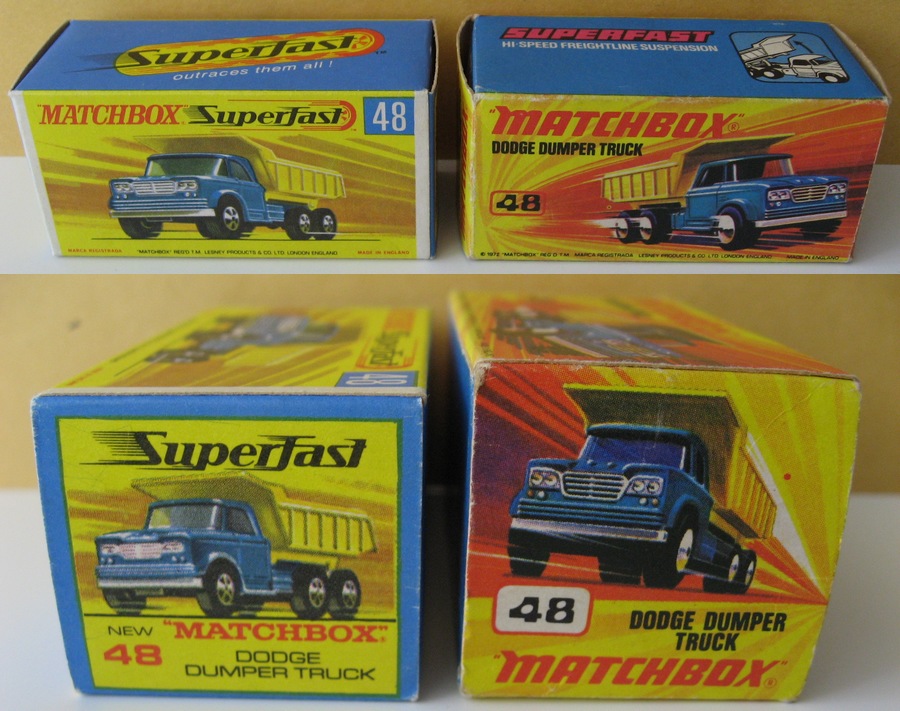 Superfast
outraces them all!
"MATCHBOX" Superfast
48
MARCA REGISTRADA "MATCHBOX" REG'D T.M. LESNEY PRODUCTS & CO. LTD. LONDON ENGLAND MADE IN ENGLAND
SUPERFAST
HI-SPEED FREIGHTLINE SUSPENSION
"MATCHBOX"®
DODGE DUMPER TRUCK
48
© 1972 "MATCHBOX" REG'D T.M. MARCA REGISTRADA LESNEY PRODUCTS & CO. LTD. LONDON ENGLAND MADE IN ENGLAND
48
Superfast
NEW "MATCHBOX"®
48 DODGE
DUMPER TRUCK
48
DODGE DUMPER
TRUCK
"MATCHBOX"®